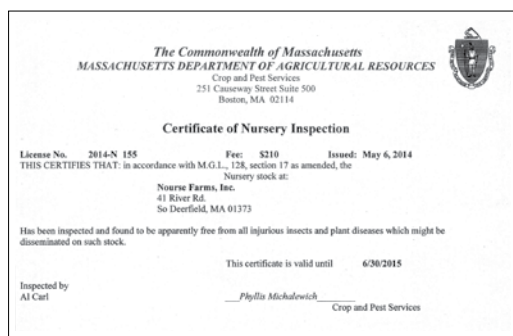 The Commonwealth of Massachusetts
MASSACHUSETTS DEPARTMENT OF AGRICULTURAL RESOURCES
Crop and Pest Services
251 Causeway Street Suite 500
Boston, MA 02114
Certificate of Nursery Inspection
License No. 2014-N 155 Fee: $210 Issued: May 6, 2014
THIS CERTIFIES THAT: in accordance with M.G.L., 128, section 17 as amended, the
Nursery stock at:
Nourse Farms, Inc.
41 River Rd.
So Deerfield, MA 01373
Has been inspected and found to be apparently free from all injurious insects and plant diseases which might be
disseminated on such stock.
This certificate is valid until 6/30/2015
Inspected by
Al Carl
Phyllis Michalewich
Crop and Pest Services